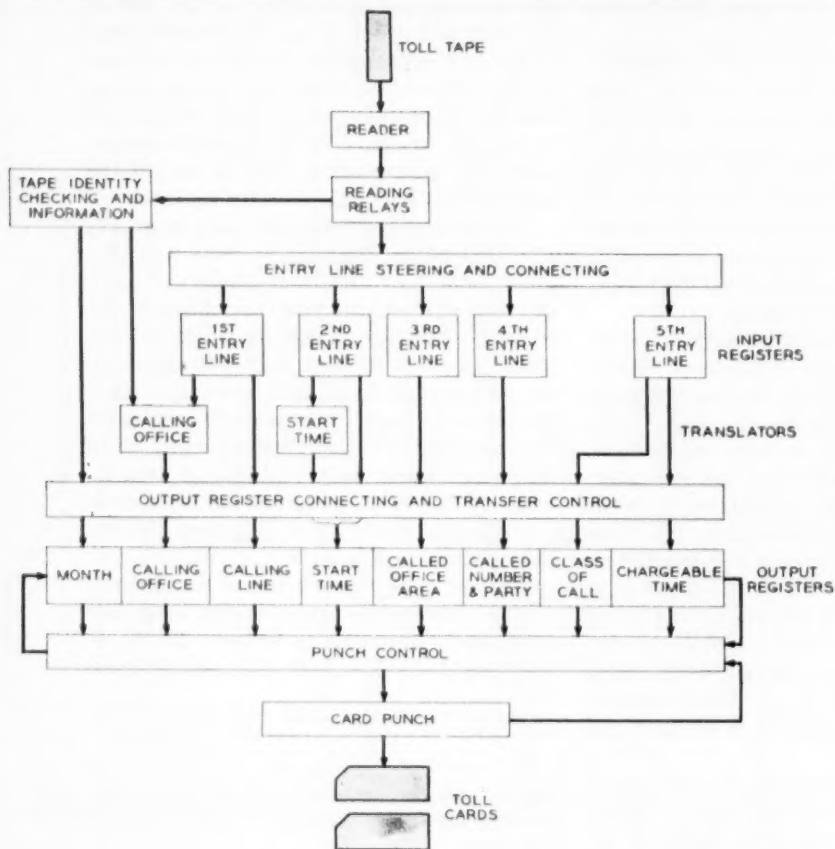 TOLL TAPE
READER
TAPE IDENTITY
CHECKING AND
INFORMATION
READING
RELAYS
ENTRY LINE STEERING AND CONNECTING
1ST
ENTRY
LINE
2ND
ENTRY
LINE
3RD
ENTRY
LINE
4TH
ENTRY
LINE
5TH
ENTRY
LINE
INPUT
REGISTERS
CALLING
OFFICE
START
TIME
TRANSLATORS
OUTPUT REGISTER CONNECTING AND TRANSFER CONTROL
MONTH
CALLING
OFFICE
CALLING
LINE
START
TIME
CALLED
OFFICE
AREA
CALLED
NUMBER
& PARTY
CLASS
OF
CALL
CHARGEABLE
TIME
OUTPUT
REGISTERS
PUNCH CONTROL
CARD PUNCH
TOLL
CARDS